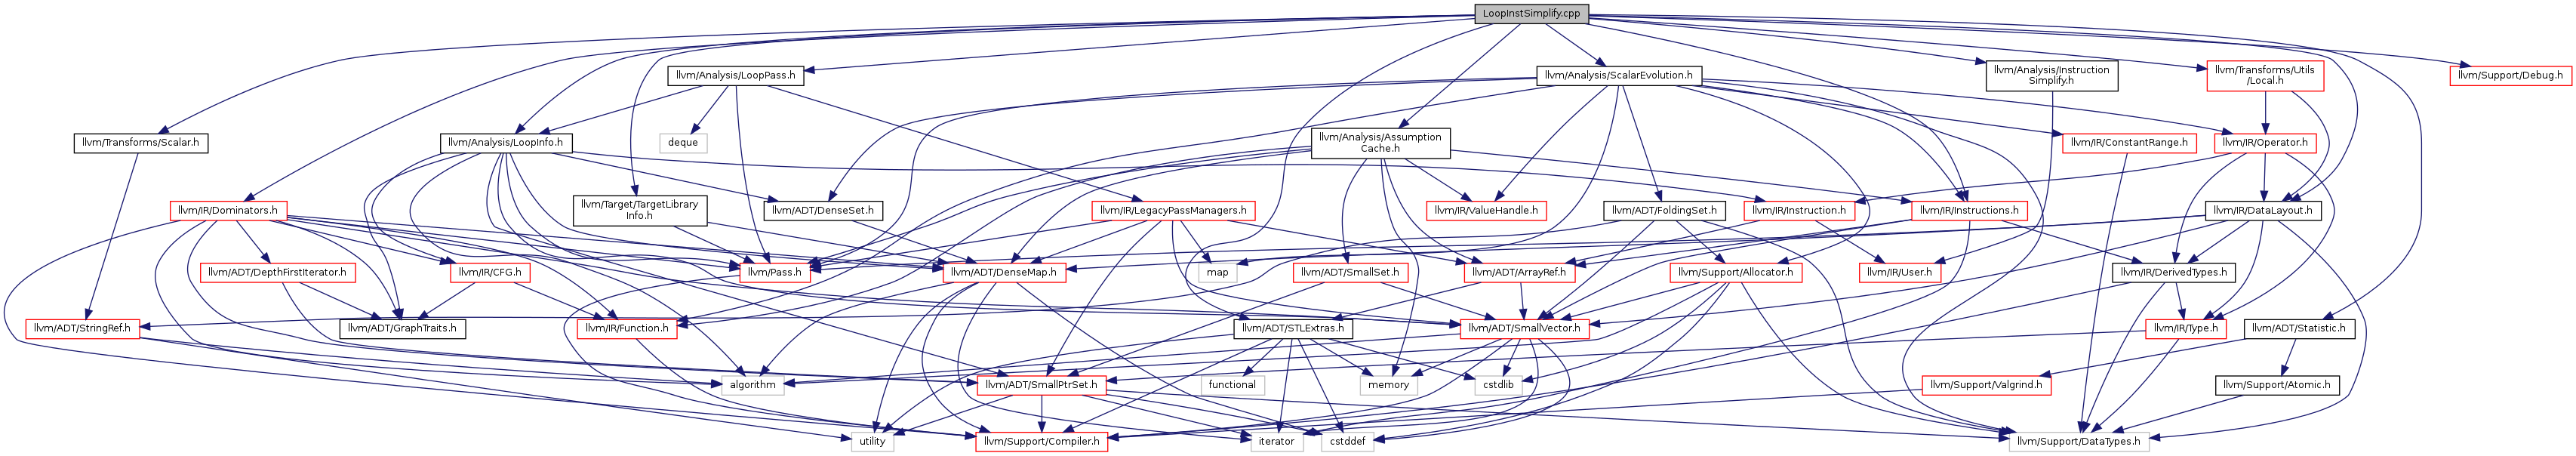 LoopInstSimplify.cpp
llvm/Analysis/LoopPass.h
llvm/Analysis/ScalarEvolution.h
llvm/Analysis/Instruction
Simplify.h
llvm/Transforms/Utils
/Local.h
llvm/Support/Debug.h
llvm/Transforms/Scalar.h
llvm/Analysis/LoopInfo.h
deque
llvm/Analysis/Assumption
Cache.h
llvm/IR/ConstantRange.h
llvm/IR/Operator.h
llvm/IR/Dominators.h
llvm/Target/TargetLibrary
Info.h
llvm/ADT/DenseSet.h
llvm/IR/LegacyPassManagers.h
llvm/IR/ValueHandle.h
llvm/ADT/FoldingSet.h
llvm/IR/Instruction.h
llvm/IR/Instructions.h
llvm/IR/DataLayout.h
llvm/ADT/DepthFirstIterator.h
llvm/IR/CFG.h
llvm/Pass.h
llvm/ADT/DenseMap.h
map
llvm/ADT/SmallSet.h
llvm/ADT/ArrayRef.h
llvm/Support/Allocator.h
llvm/IR/User.h
llvm/IR/DerivedTypes.h
llvm/ADT/StringRef.h
llvm/ADT/GraphTraits.h
llvm/IR/Function.h
llvm/ADT/STLExtras.h
llvm/ADT/SmallVector.h
llvm/IR/Type.h
llvm/ADT/Statistic.h
algorithm
llvm/ADT/SmallPtrSet.h
functional
memory
cstdlib
llvm/Support/Valgrind.h
llvm/Support/Atomic.h
utility
llvm/Support/Compiler.h
iterator
cstddef
llvm/Support/DataTypes.h